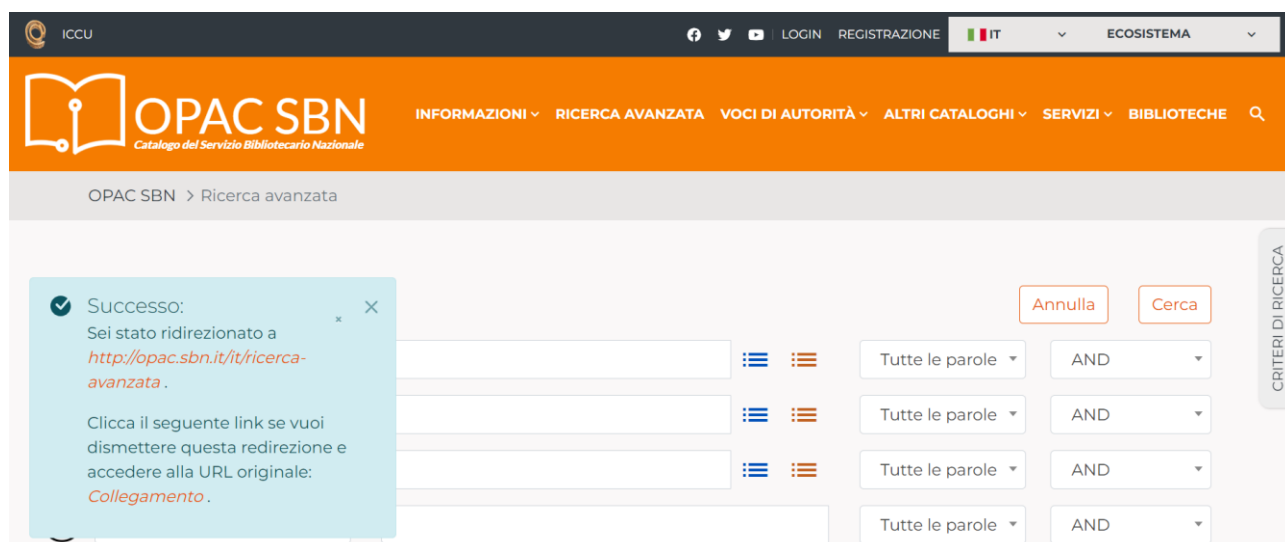 ICCU
LOGIN REGISTRAZIONE IT ECOSISTEMA
OPAC SBN
Catalogo del Servizio Bibliotecario Nazionale
INFORMAZIONI RICERCA AVANZATA VOCI DI AUTORITÀ ALTRI CATALOGHI SERVIZI BIBLIOTECHE
OPAC SBN > Ricerca avanzata
CRITERI DI RICERCA
Successo:
Sei stato ridirezionato a
http://opac.sbn.it/it/ricerca-
avanzata .
Clicca il seguente link se vuoi
dismettere questa redirezione e
accedere alla URL originale:
Collegamento .
Annulla Cerca
Tutte le parole AND
Tutte le parole AND
Tutte le parole AND
Tutte le parole AND